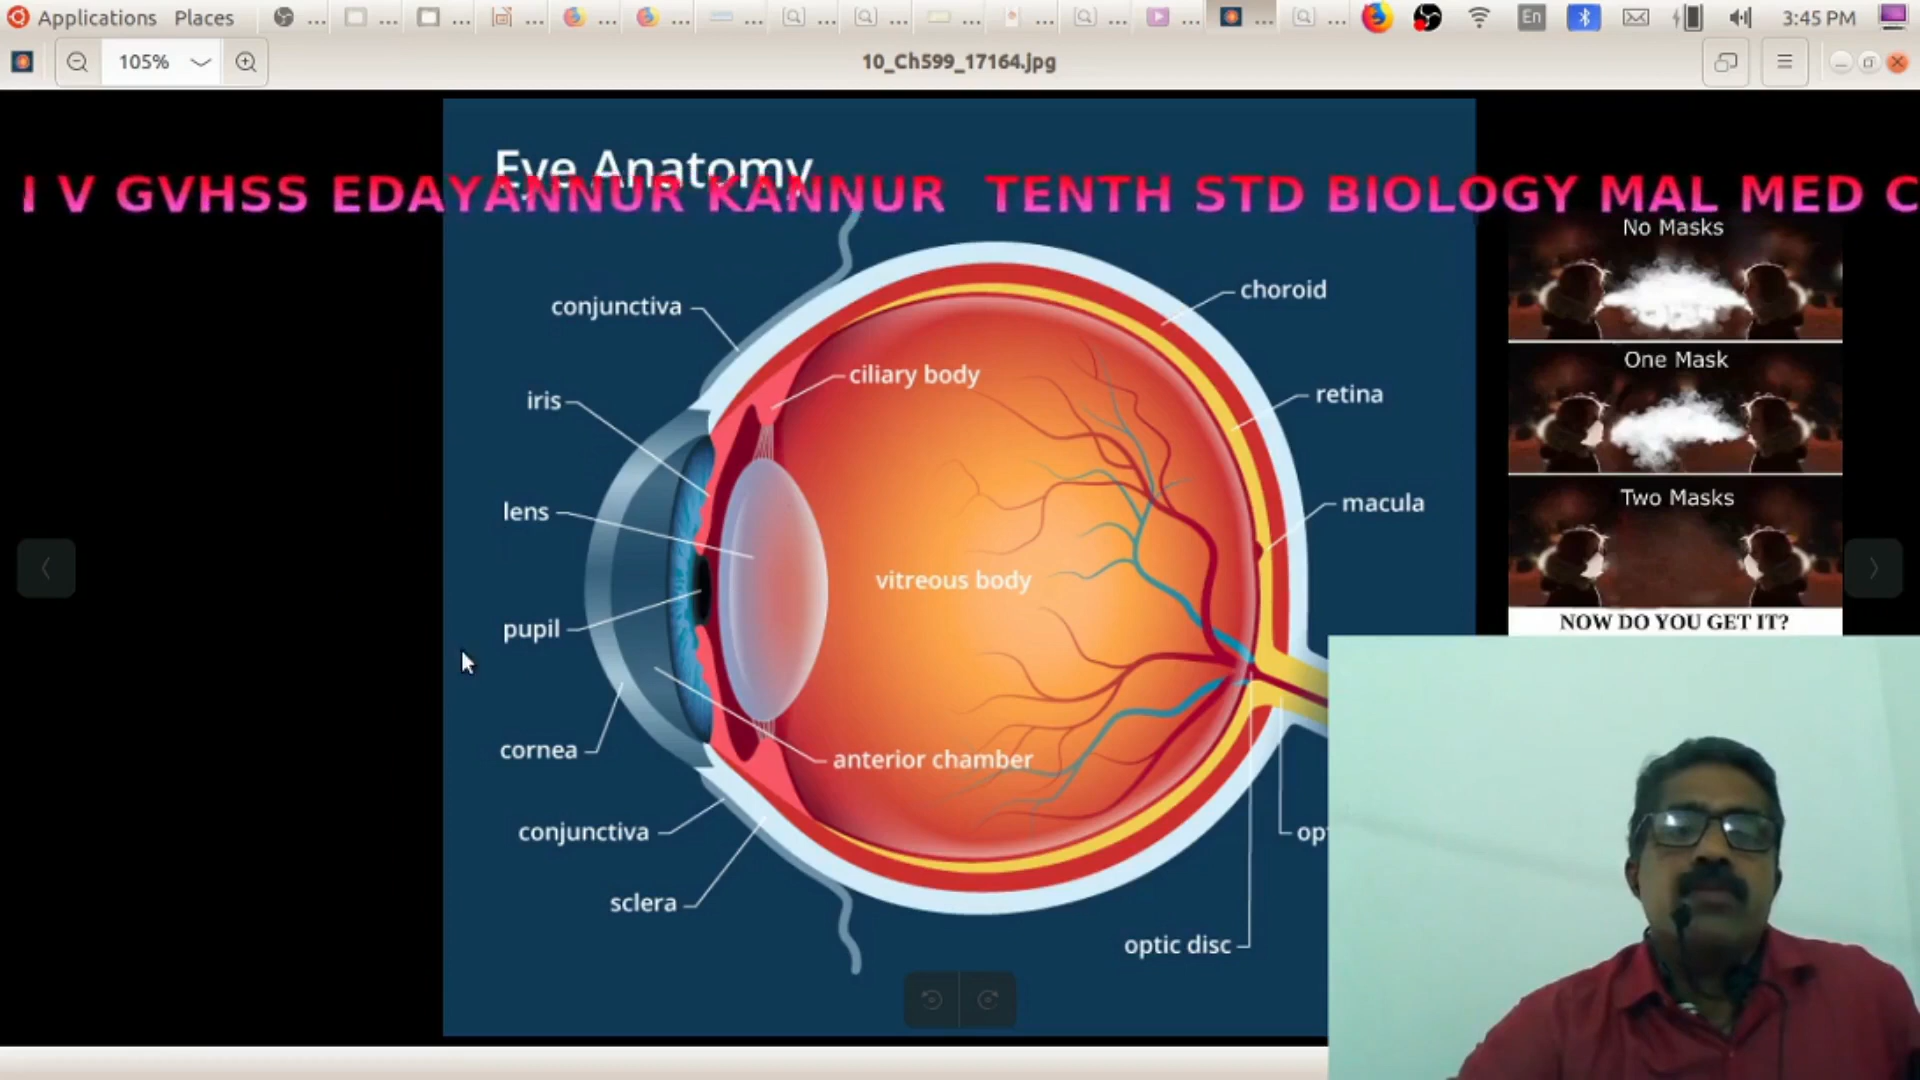 Applications Places ... ... ... ... ... ... ... ... ... ... ... ... ... ... ... En 3:45 PM
105%
10_Ch599_17164.jpg
Eye Anatomy
I V GVHSS EDAYANNUR KANNUR TENTH STD BIOLOGY MAL MED C
No Masks
choroid
conjunctiva
One Mask
ciliary body
retina
iris
Two Masks
macula
lens
vitreous body
NOW DO YOU GET IT?
pupil
cornea
anterior chamber
conjunctiva
opt
sclera
optic disc